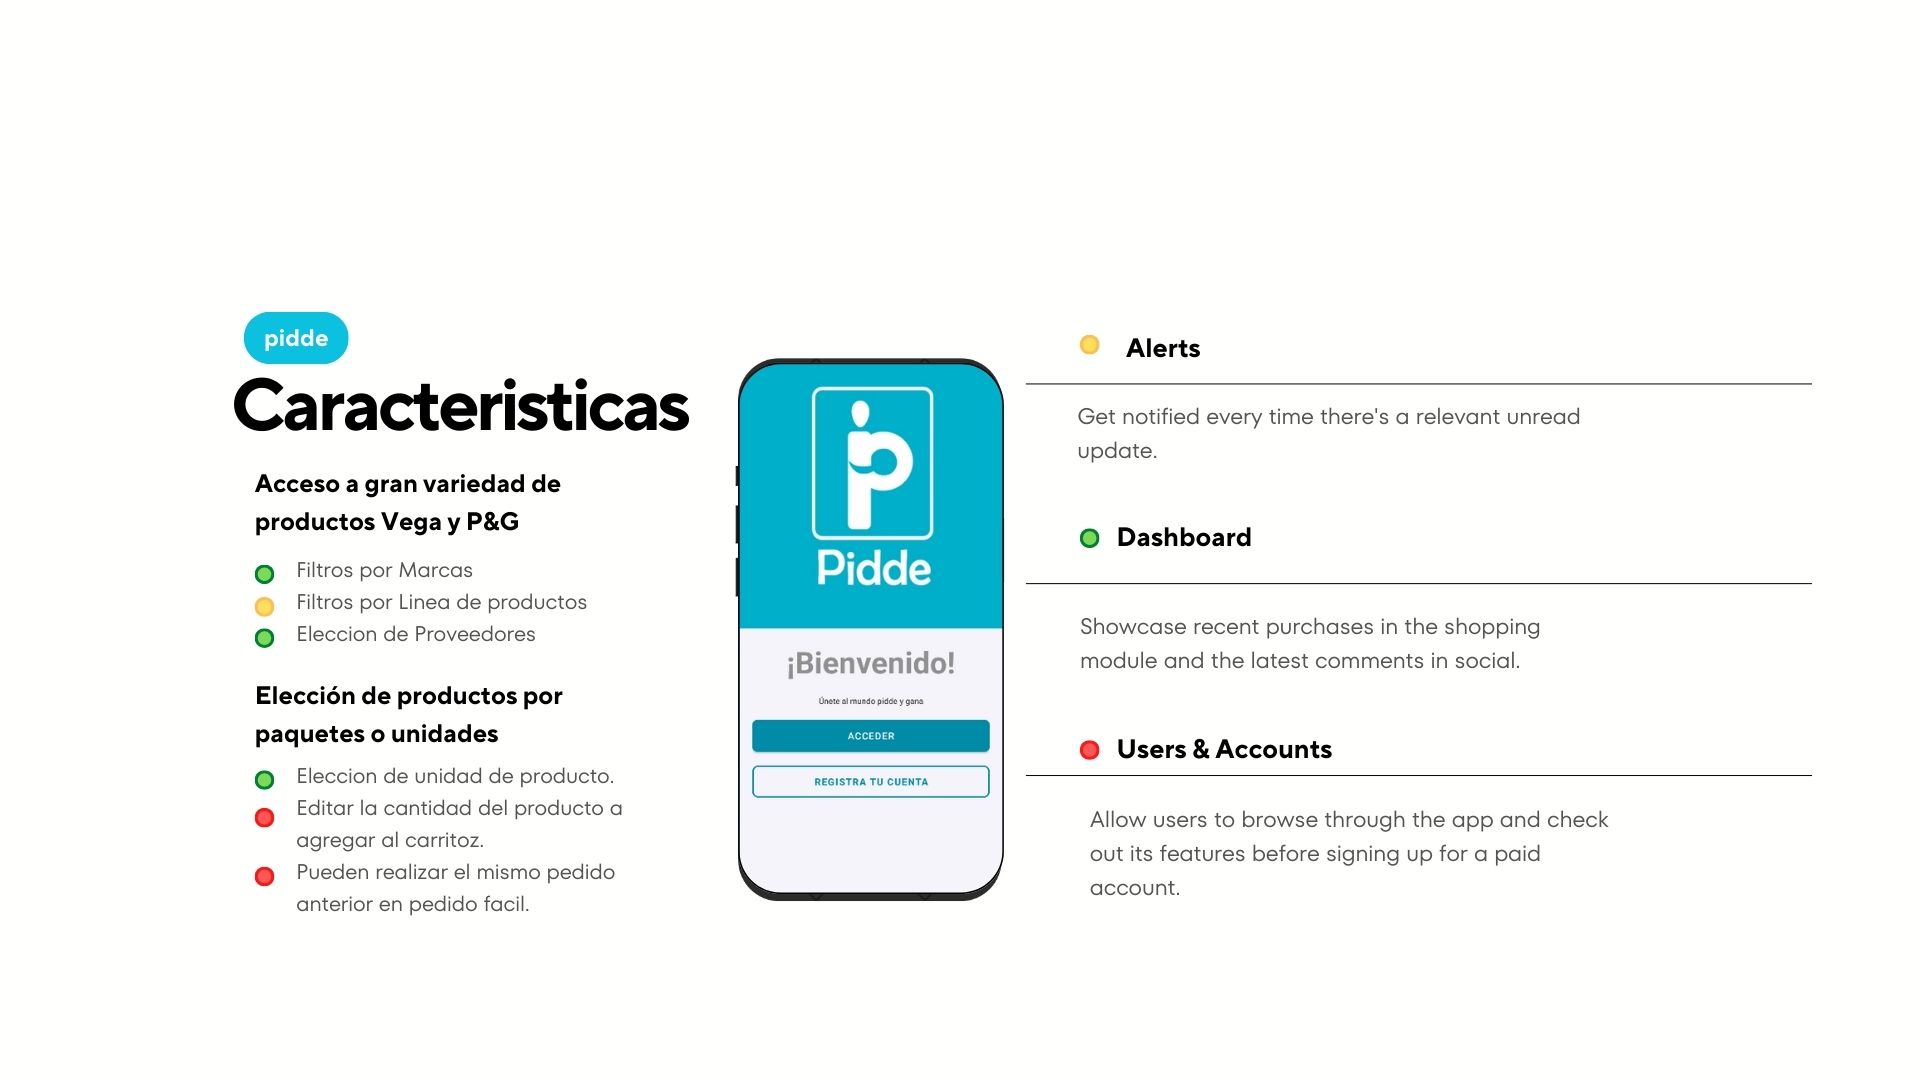 pidde
Caracteristicas
Acceso a gran variedad de
productos Vega y P&G
Filtros por Marcas
Filtros por Linea de productos
Eleccion de Proveedores
Elección de productos por
paquetes o unidades
Eleccion de unidad de producto.
Editar la cantidad del producto a
agregar al carritoz.
Pueden realizar el mismo pedido
anterior en pedido facil.
Pidde
¡Bienvenido!
Únete al mundo pidde y gana
ACCEDER
REGISTRA TU CUENTA
Alerts
Get notified every time there's a relevant unread
update.
Dashboard
Showcase recent purchases in the shopping
module and the latest comments in social.
Users & Accounts
Allow users to browse through the app and check
out its features before signing up for a paid
account.